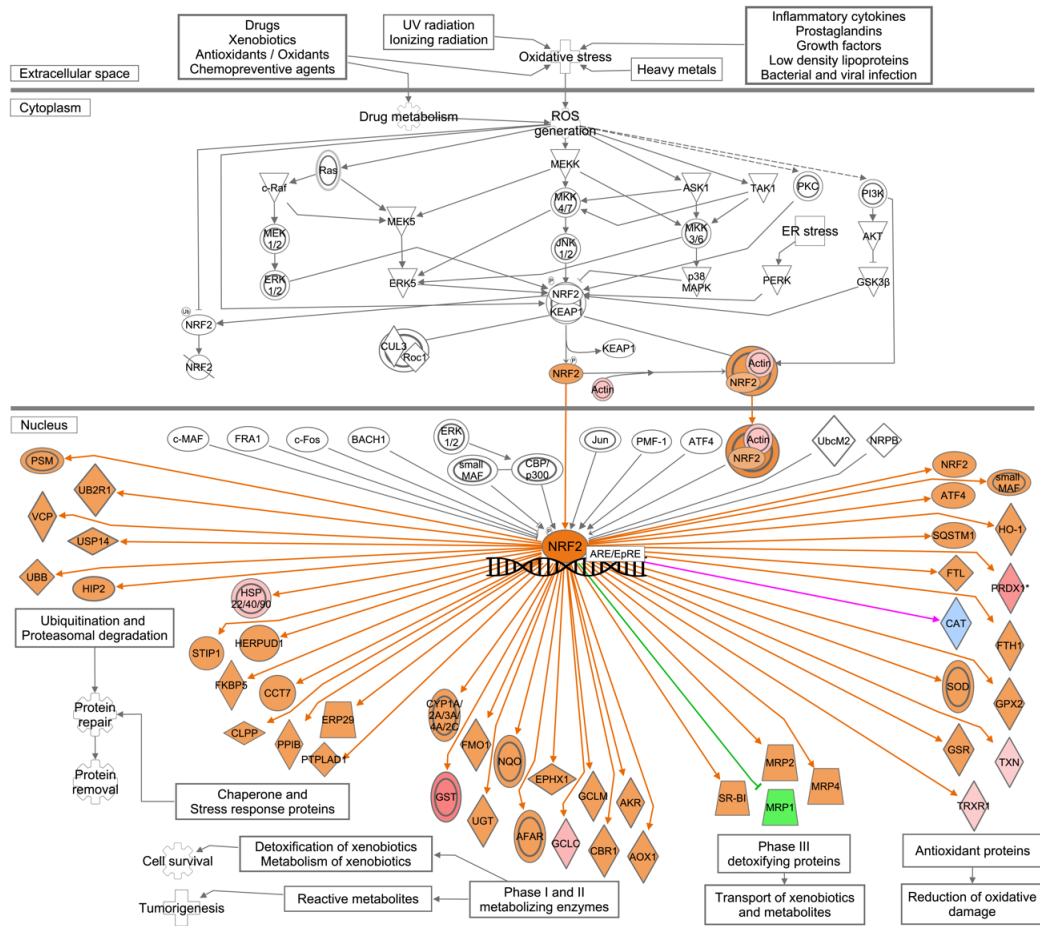 Drugs
Xenobiotics
Antioxidants / Oxidants
Chemopreventive agents
UV radiation
Ionizing radiation
Oxidative stress
Heavy metals
Inflammatory cytokines
Prostaglandins
Growth factors
Low density lipoproteins
Bacterial and viral infection
Extracellular space
Cytoplasm
Drug metabolism
ROS
generation
Ras
c-Raf
MEKK
ASK1
TAK1
PKC
PI3K
MEK5
MKK
4/7
MKK
3/6
ER stress
AKT
MEK
1/2
JNK
1/2
ERK
1/2
ERK5
p38
MAPK
PERK
GSK3β
P
NRF2
KEAP1
Ub
NRF2
NRF2
CUL3
Roc1
KEAP1
P
NRF2
Actin
Actin
NRF2
Nucleus
c-MAF
FRA1
c-Fos
BACH1
ERK
1/2
small
MAF
CBP/
p300
Jun
PMF-1
ATF4
Actin
NRF2
UbcM2
NRPB
PSM
UB2R1
VCP
USP14
UBB
HIP2
P
NRF2
ARE/EpRE
NRF2
small
MAF
ATF4
SQSTM1
HO-1
FTL
PRDX1*
CAT
FTH1
SOD
GPX2
GSR
TXN
TRXR1
HSP
22/40/90
STIP1
HERPUD1
FKBP5
CCT7
CLPP
PPIB
ERP29
PTPLAD1
CYP1A/
2A/3A/
4A/2C
GST
FMO1
UGT
NQO
AFAR
EPHX1
GCLC
GCLM
CBR1
AKR
AOX1
SR-BI
MRP2
MRP1
MRP4
Ubiquitination and
Proteasomal degradation
Protein
repair
Protein
removal
Chaperone and
Stress response proteins
Cell survival
Detoxification of xenobiotics
Metabolism of xenobiotics
Tumorigenesis
Reactive metabolites
Phase I and II
metabolizing enzymes
Phase III
detoxifying proteins
Transport of xenobiotics
and metabolites
Antioxidant proteins
Reduction of oxidative
damage